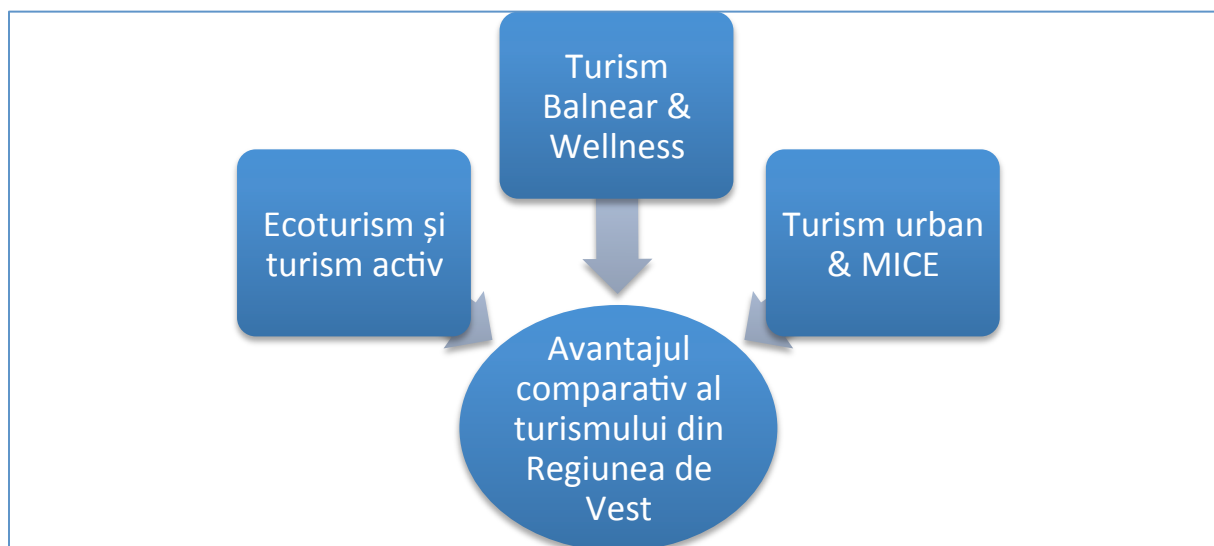 Turism
Balnear &
Wellness
Ecoturism și
turism activ
Turism urban
& MICE
Avantajul
comparativ al
turismului din
Regiunea de
Vest